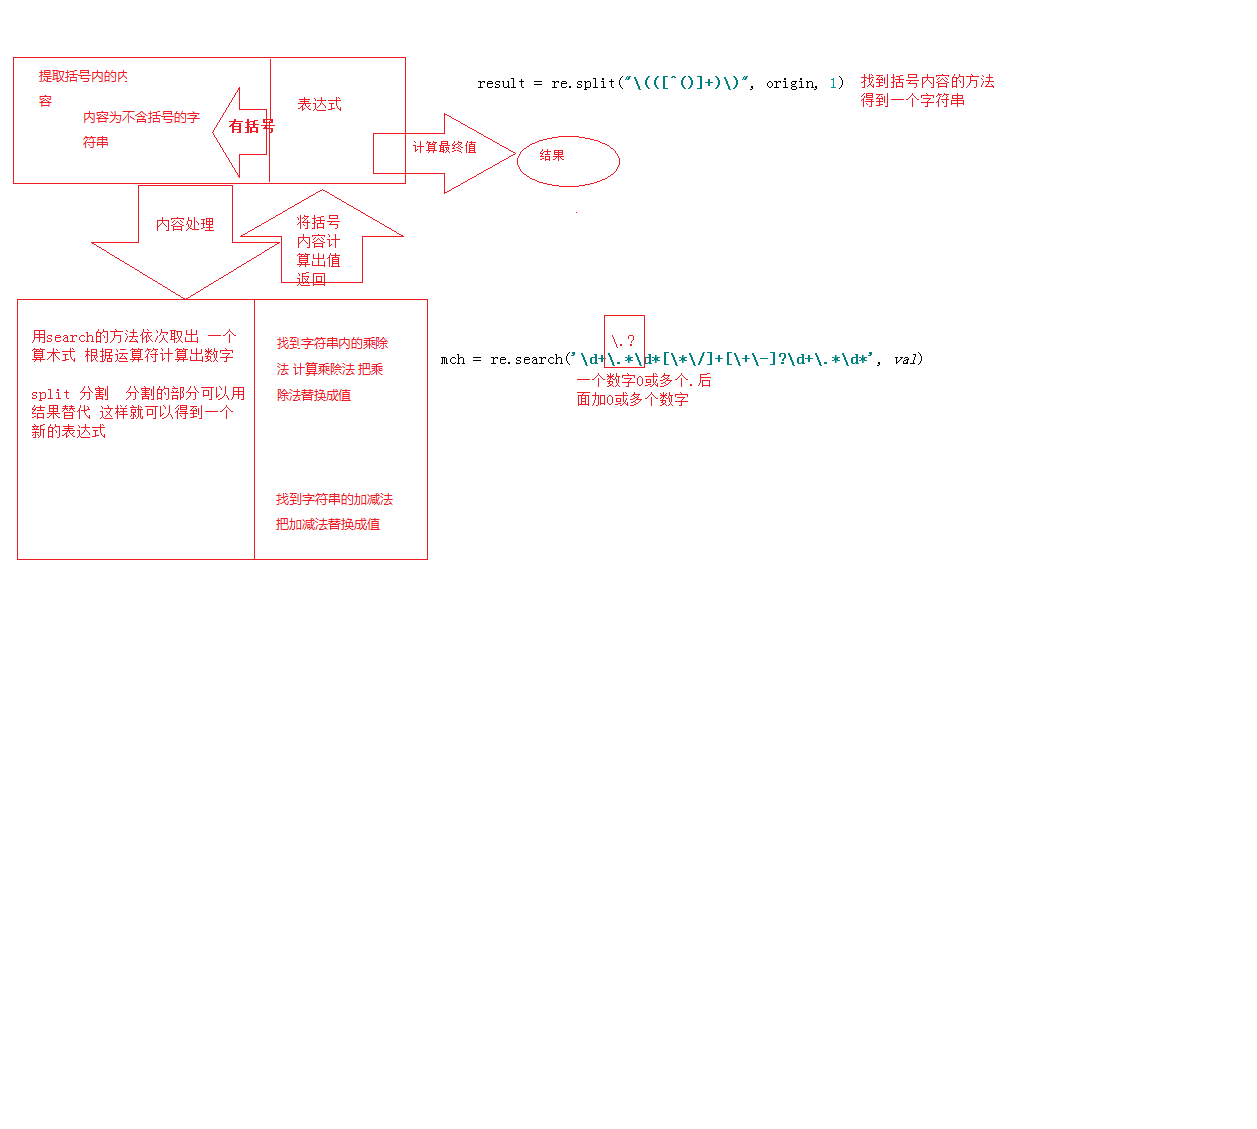 提取括号内的内
容
内容为不含括号的字
符串
有括号
表达式
计算最终值
结果
result = re.split("\(([^()]+)\)", origin, 1)
找到括号内容的方法
得到一个字符串
内容处理
将括号
内容计
算出值
返回
用search的方法依次取出 一个
算术式 根据运算符计算出数字
split 分割  分割的部分可以用
结果替代 这样就可以得到一个
新的表达式
找到字符串内的乘除
法 计算乘除法 把乘
除法替换成值
找到字符串的加减法
把加减法替换成值
\.?
mch = re.search('\d+\.*\d*[\*\/]+[\+\-]?\d+\.*\d*', val)
一个数字0或多个.后
面加0或多个数字